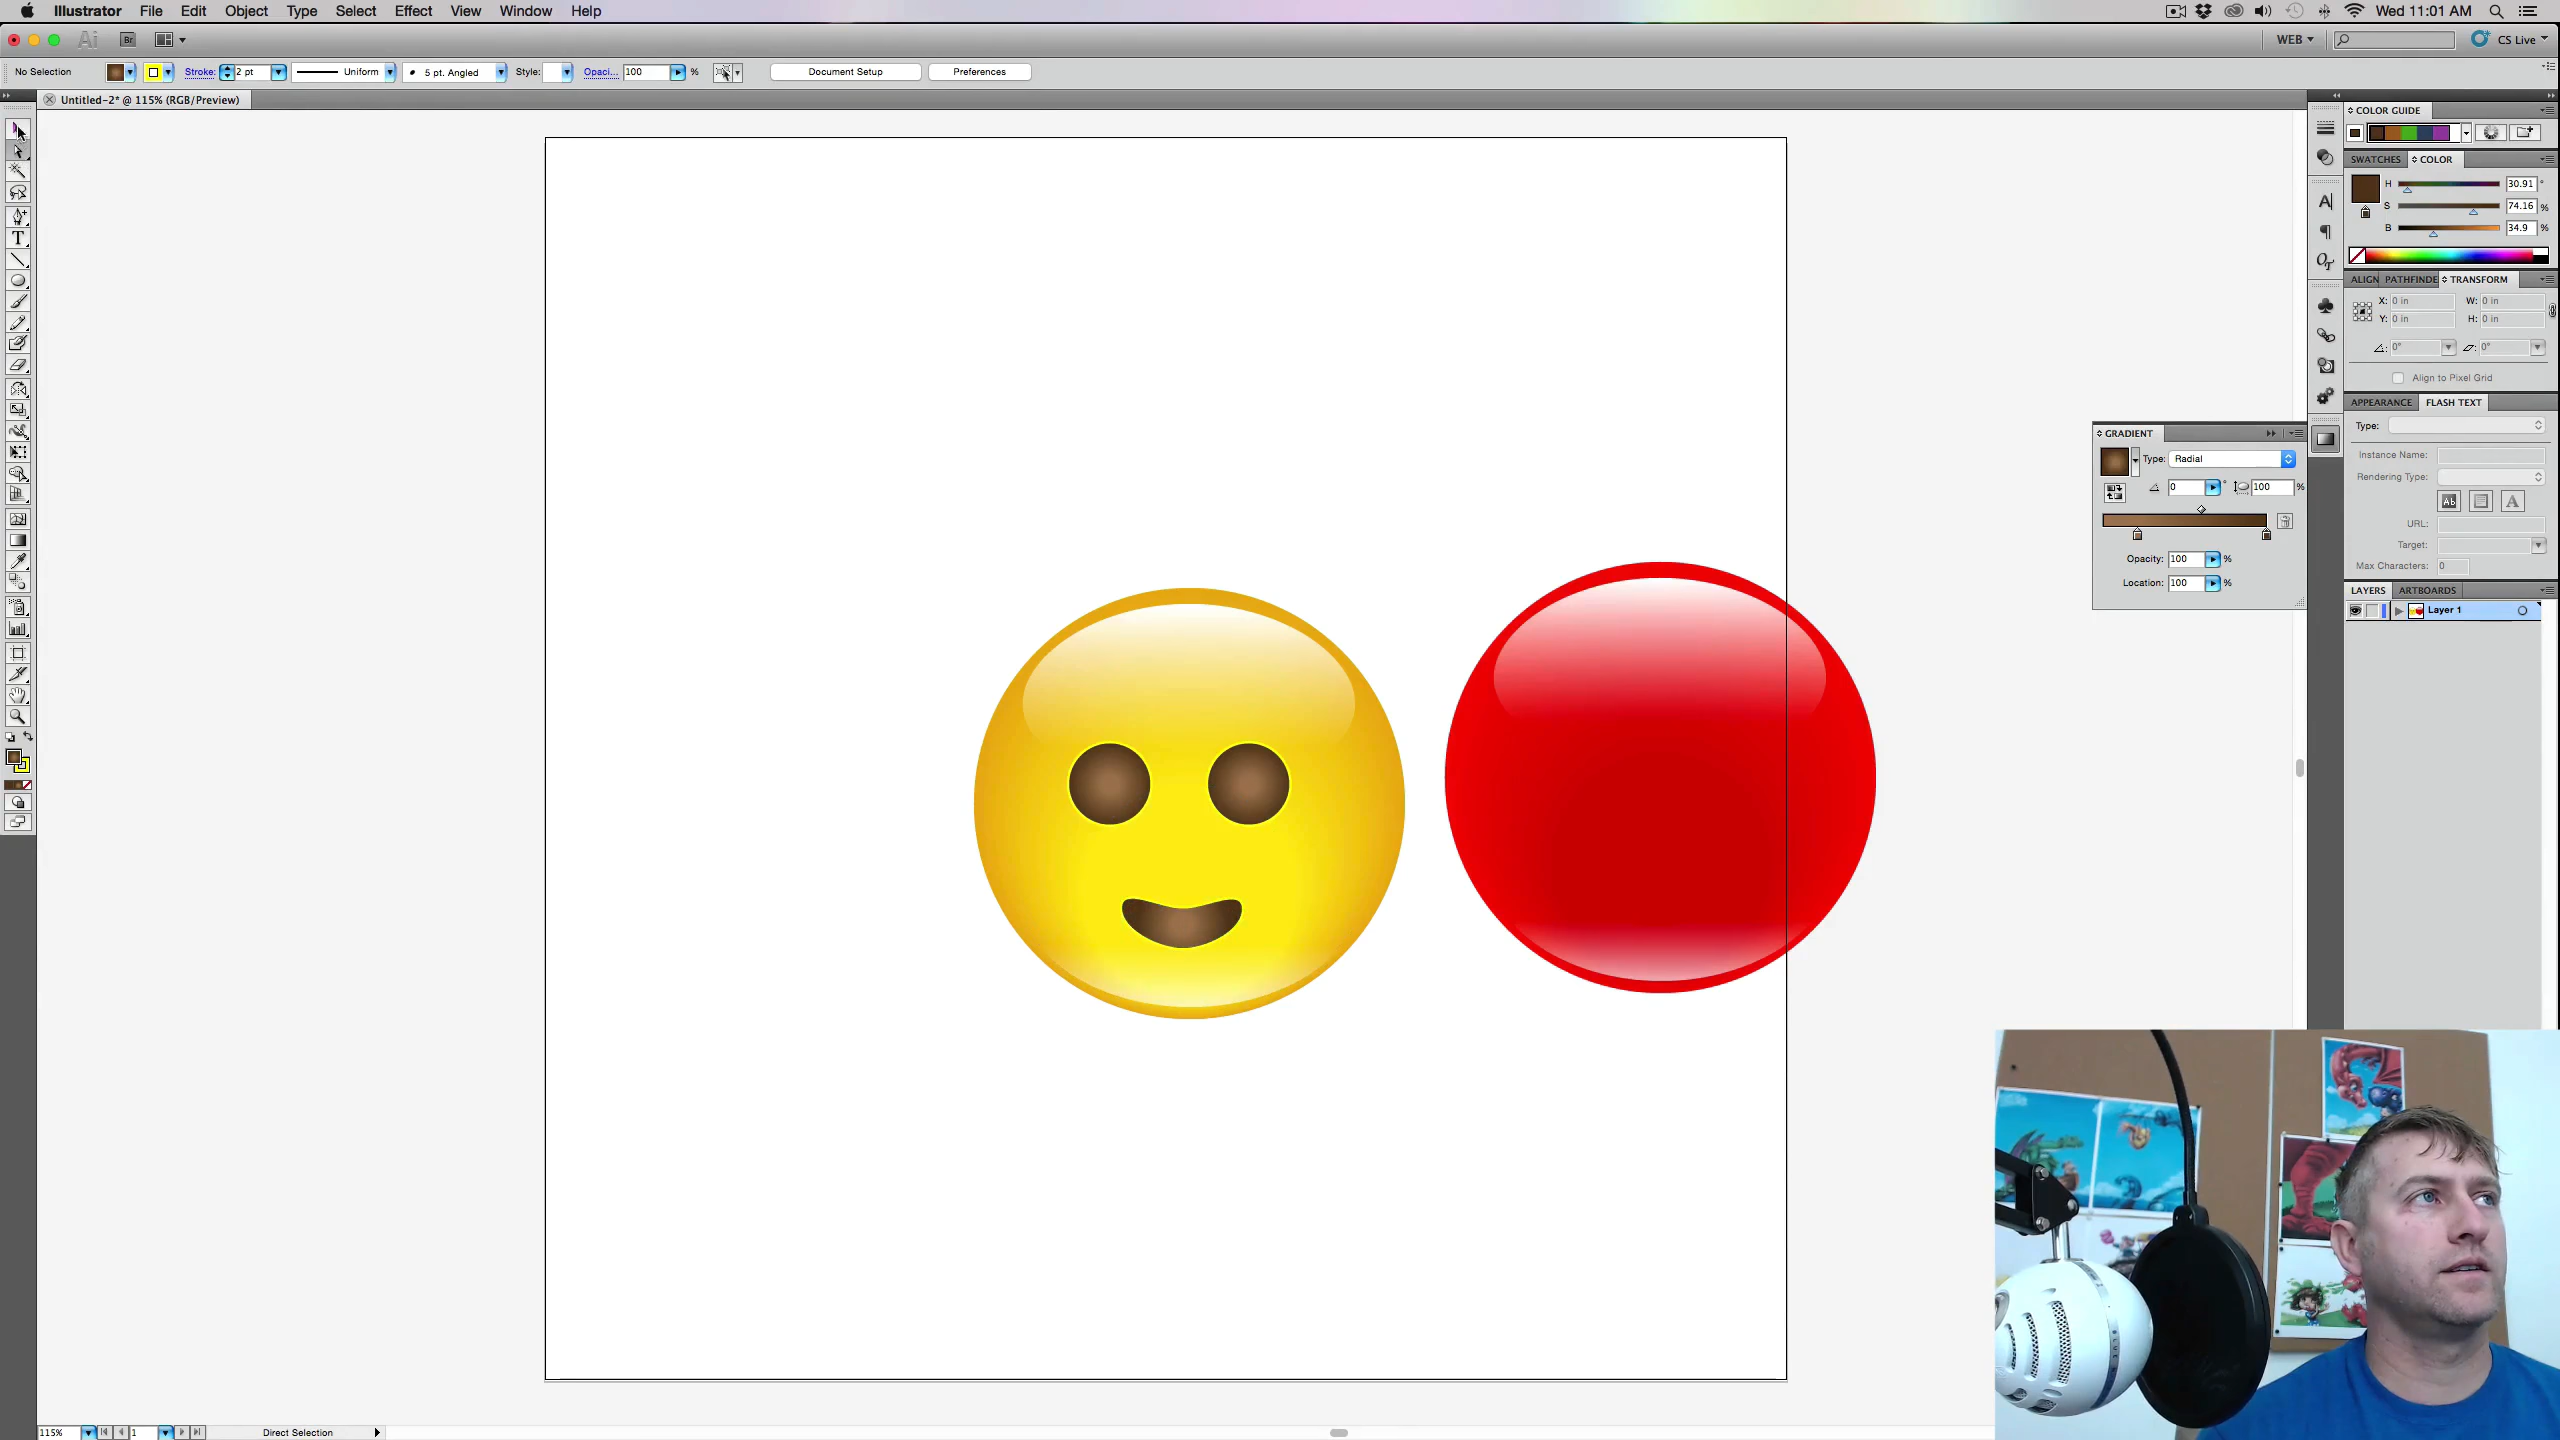 Illustrator File Edit Object Type Select Effect View Window Help Wed 11:01 AM
Ai Br WEB CS Live
No Selection Stroke: 2 pt Uniform 5 pt. Angled Style: Opaci... 100 % Document Setup Preferences
Untitled-2* @ 115% (RGB/Preview)
COLOR GUIDE
SWATCHES COLOR
H 30.91 °
S 74.16 %
B 34.9 %
ALIGN PATHFINDE TRANSFORM
X: 0 in W: 0 in
Y: 0 in H: 0 in
0° 0°
Align to Pixel Grid
APPEARANCE FLASH TEXT
Type:
Instance Name:
Rendering Type:
Ab A
URL:
Target:
Max Characters: 0
LAYERS ARTBOARDS
Layer 1
GRADIENT
Type: Radial
0 ° 100 %
Opacity: 100 %
Location: 100 %
115% 1 Direct Selection